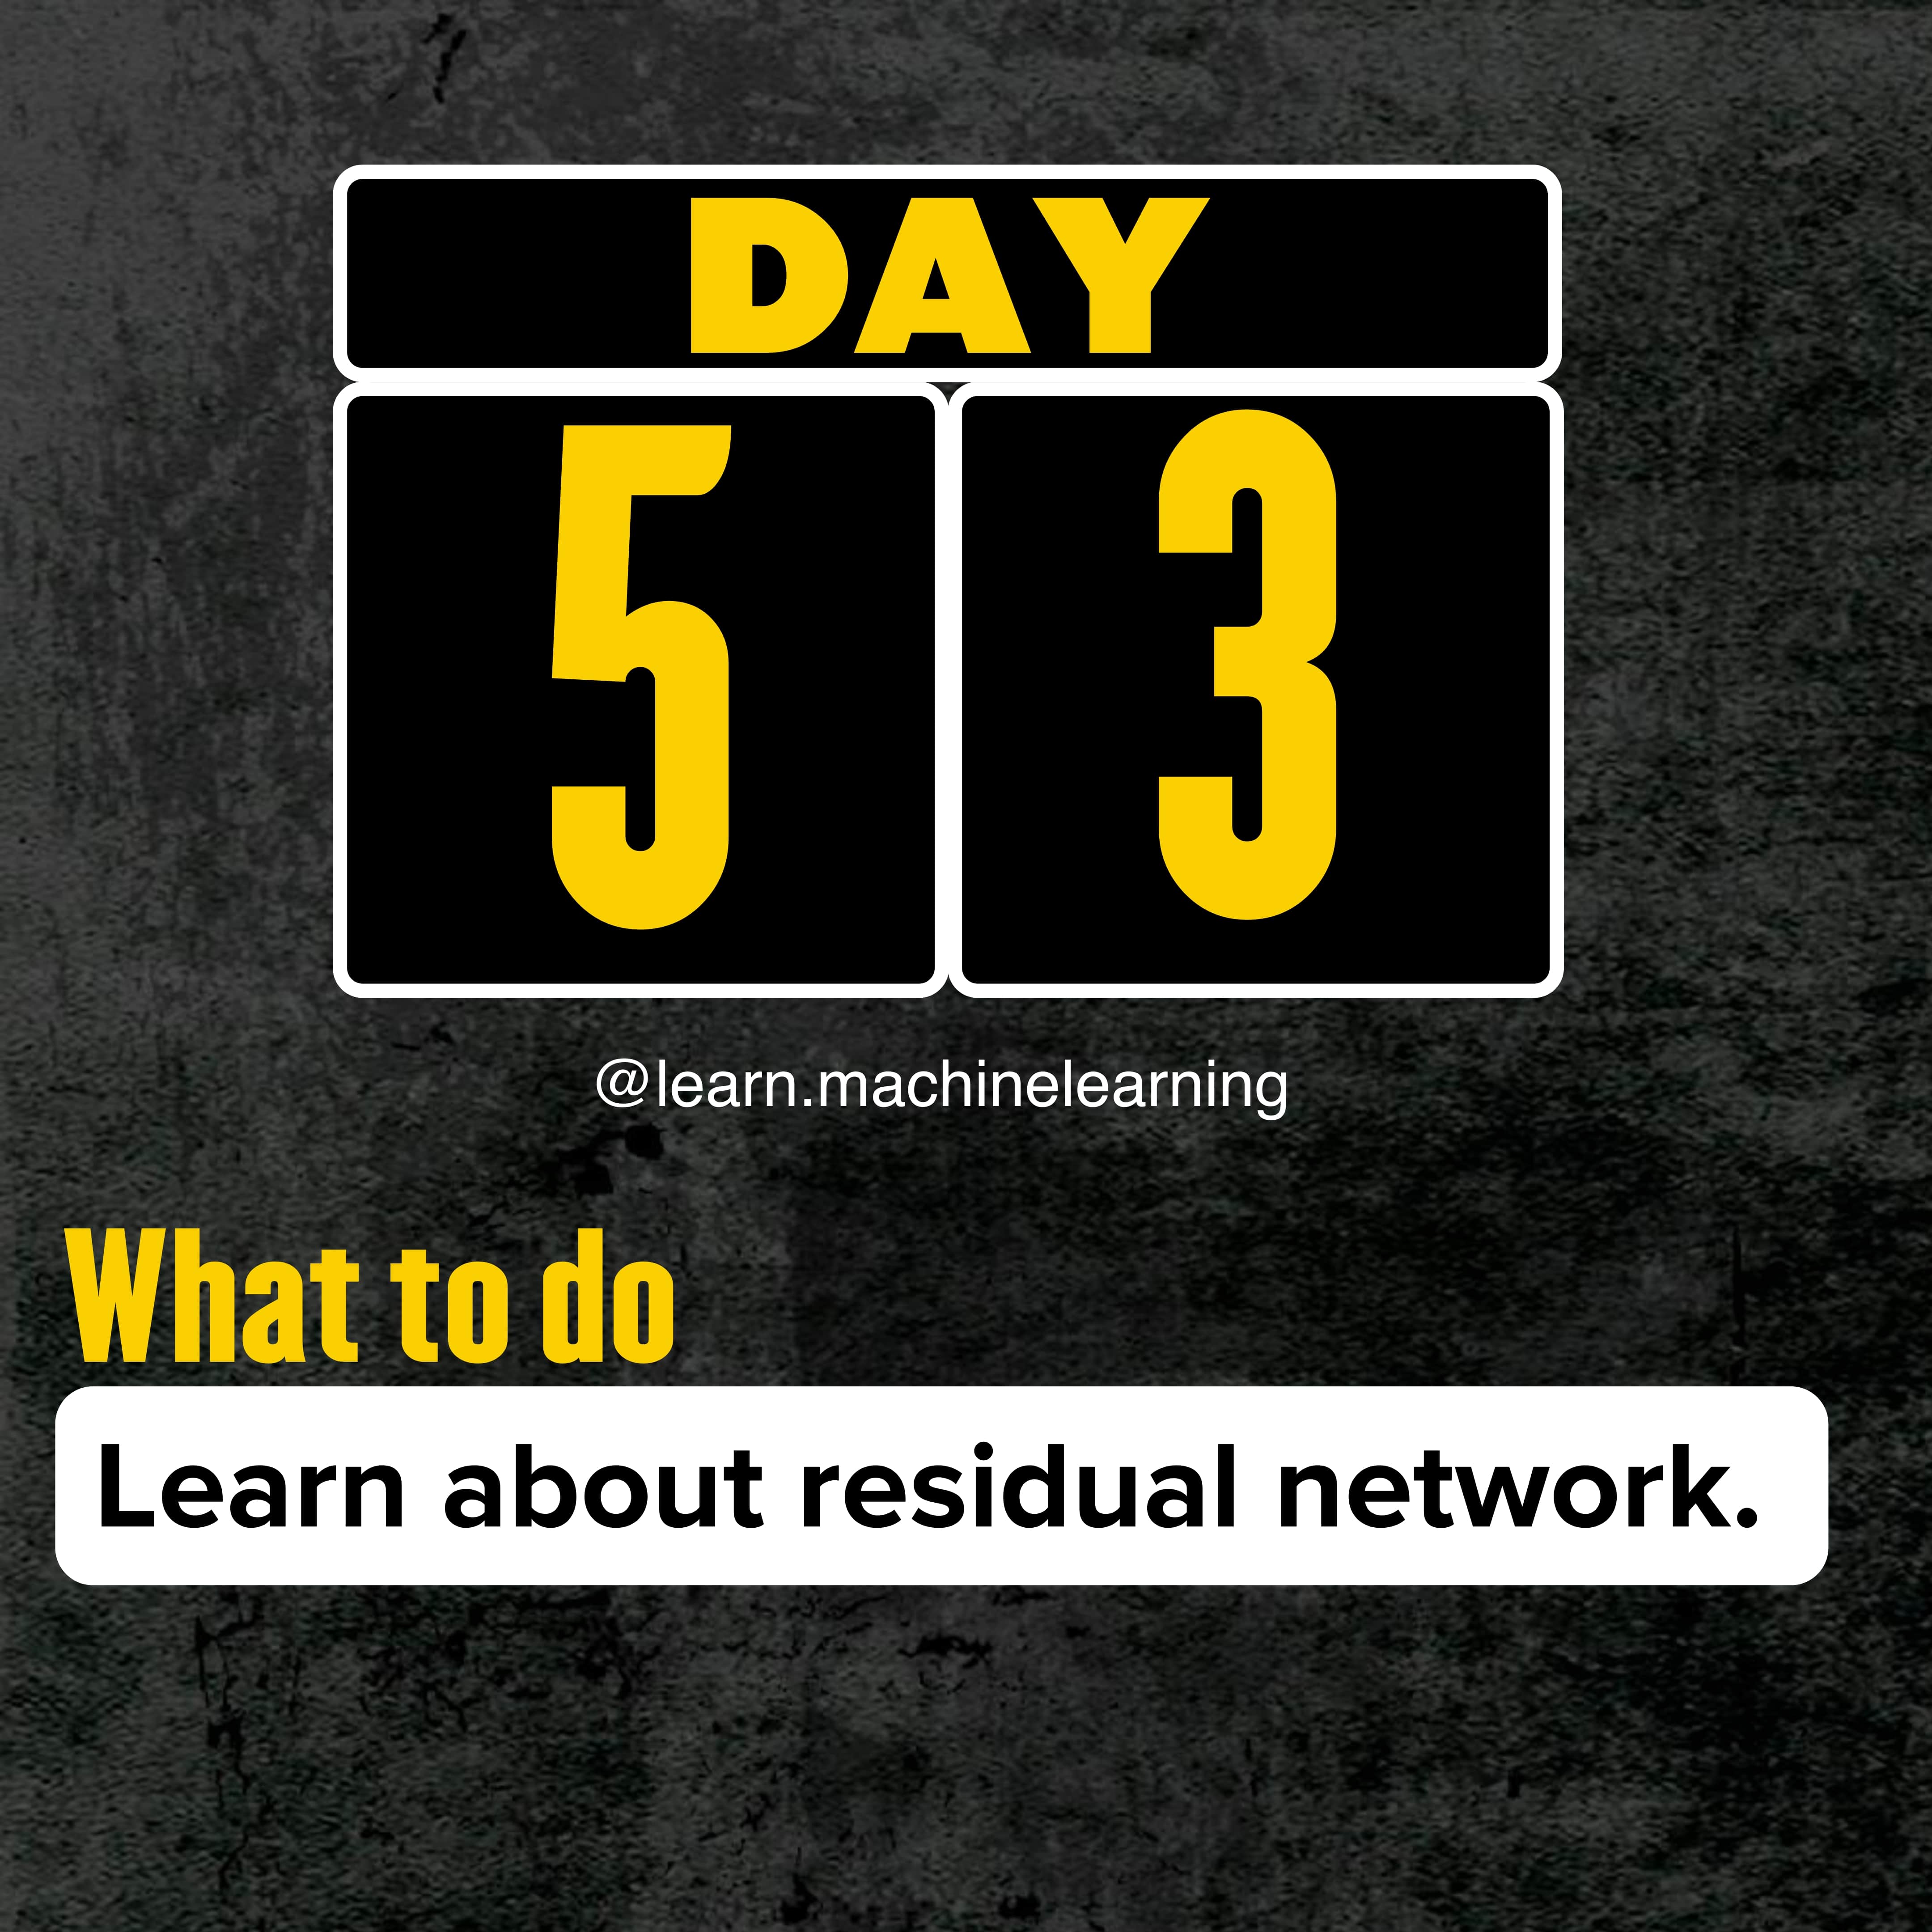 DAY
5 3
@learn.machinelearning
What to do
Learn about residual network.